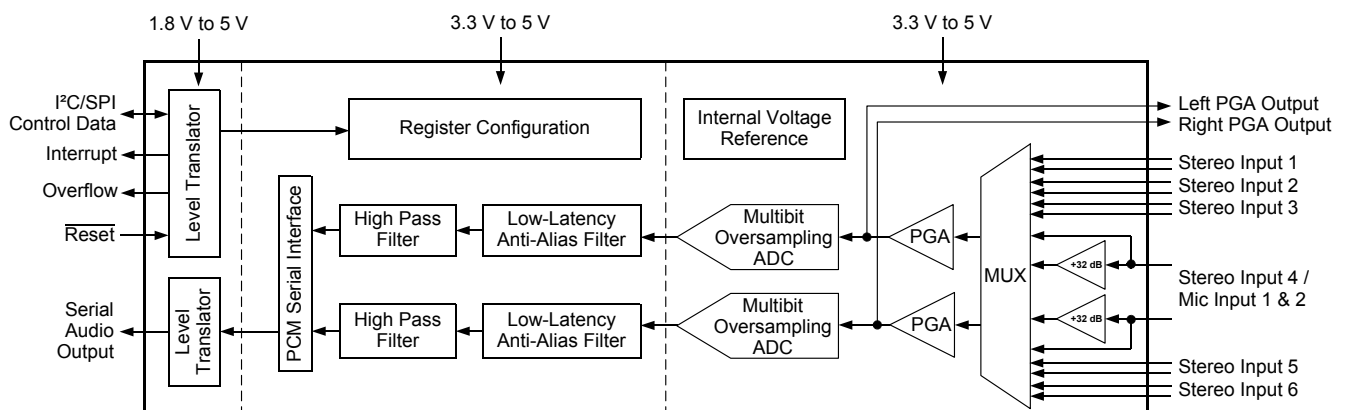 1.8 V to 5 V
3.3 V to 5 V
3.3 V to 5 V
I²C/SPI
Control Data
Interrupt
Overflow
Reset
Level Translator
Register Configuration
Internal Voltage
Reference
Left PGA Output
Right PGA Output
Stereo Input 1
Stereo Input 2
Stereo Input 3
PCM Serial Interface
High Pass
Filter
Low-Latency
Anti-Alias Filter
Multibit
Oversampling
ADC
PGA
MUX
+32 dB
Stereo Input 4 /
Mic Input 1 & 2
Serial
Audio
Output
Level
Translator
High Pass
Filter
Low-Latency
Anti-Alias Filter
Multibit
Oversampling
ADC
PGA
+32 dB
Stereo Input 5
Stereo Input 6